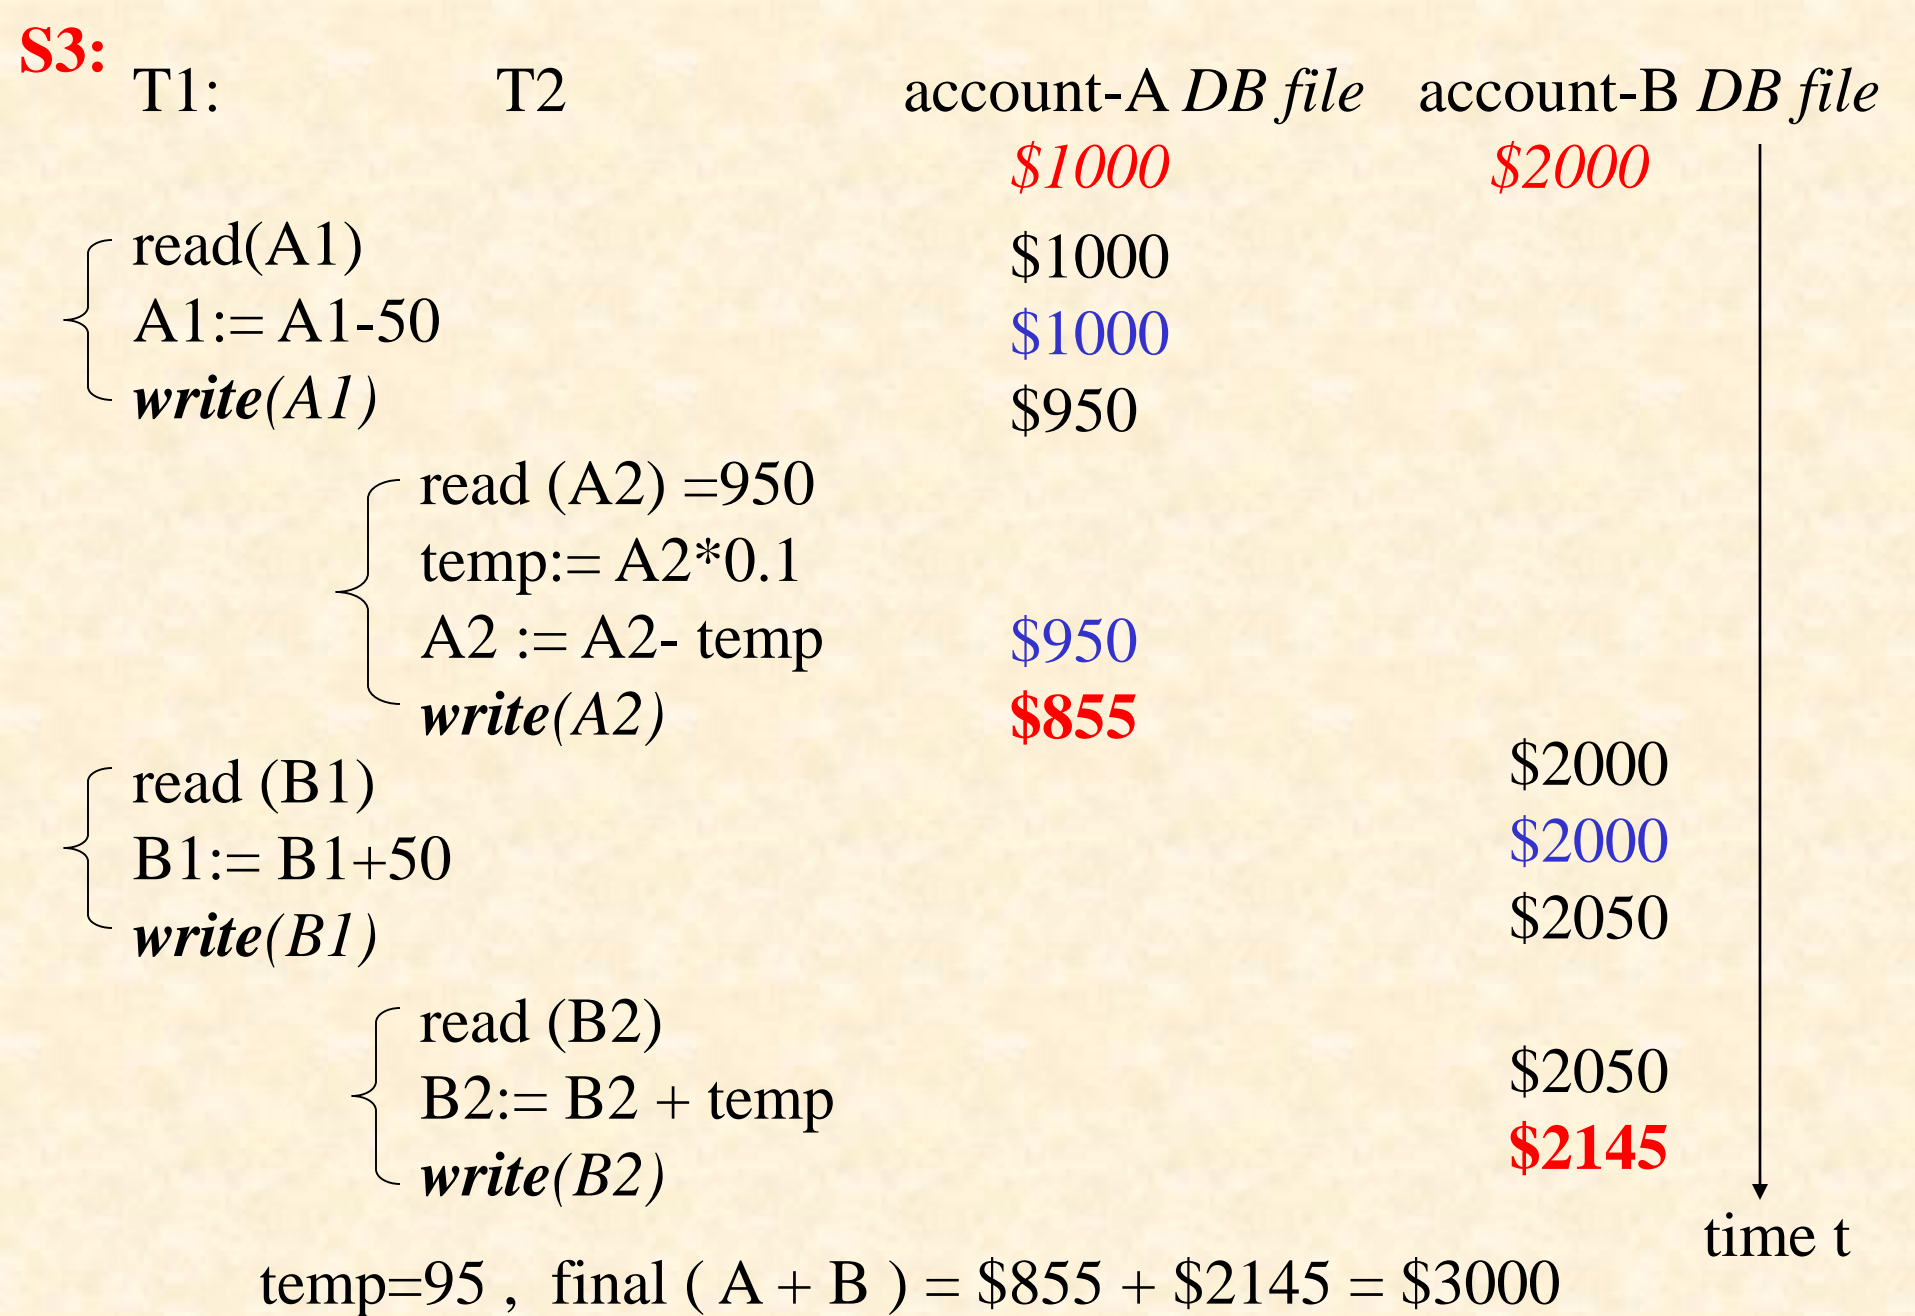 S3:
T1: T2 account-A DB file account-B DB file
$1000 $2000
read(A1) $1000
A1:= A1-50 $1000
write(A1) $950
read (A2) =950
temp:= A2*0.1
A2 := A2- temp $950
write(A2) $855
read (B1) $2000
B1:= B1+50 $2000
write(B1) $2050
read (B2)
B2:= B2 + temp $2050
write(B2) $2145
time t
temp=95 , final ( A + B ) = $855 + $2145 = $3000